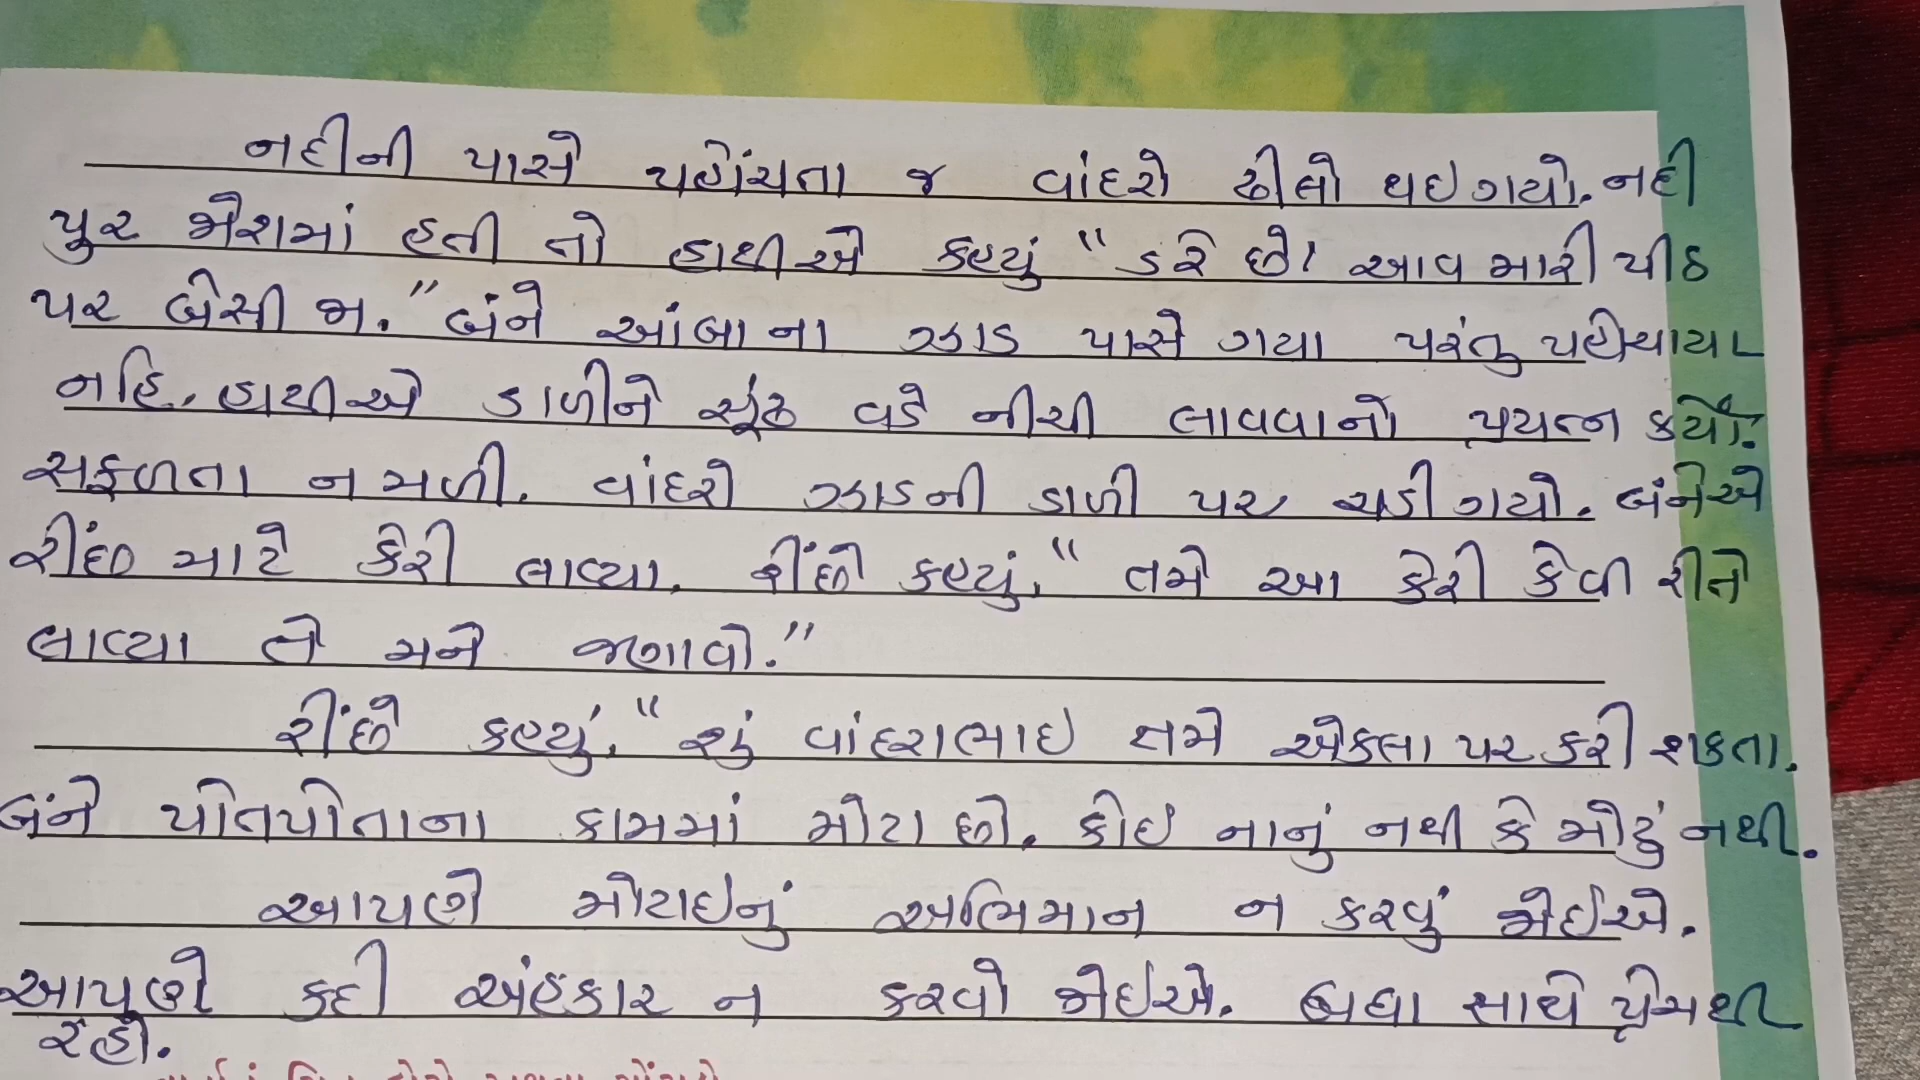 નદીની પાસે પહોંચતા જ વાંદરો ઢીલો થઇ ગયો. નદી
પુર જોશમાં હતી તો હાથીએ કહ્યું "ડરે છે! આવ મારી પીઠ
પર બેસી જા." બંને આંબાના ઝાડ પાસે ગયા પરંતુ પહોચાય
નહિ. હાથીએ ડાળીને સૂંઢ વડે નીચી લાવવાનો પ્રયત્ન કર્યો.
સફળતા ન મળી. વાંદરો ઝાડની ડાળી પર ચડી ગયો. બંનેએ
રીંછ માટે કેરી લાવ્યા. રીંછે કહ્યું, "તમે આ કેરી કેવી રીતે
લાવ્યા તે મને જણાવો."
રીંછે કહ્યું, "શું વાંદરાભાઇ તમે એકલા પર કરી શકતા.
બંને પોતપોતાના કામમાં મોટા છો. કોઇ નાનું નથી કે મોટું નથી.
આપણે મોટાઇનું અભિમાન ન કરવું જોઇએ.
આપણે કદી અંહકાર ન કરવો જોઇએ. બધા સાથે પ્રેમથી
રહો.